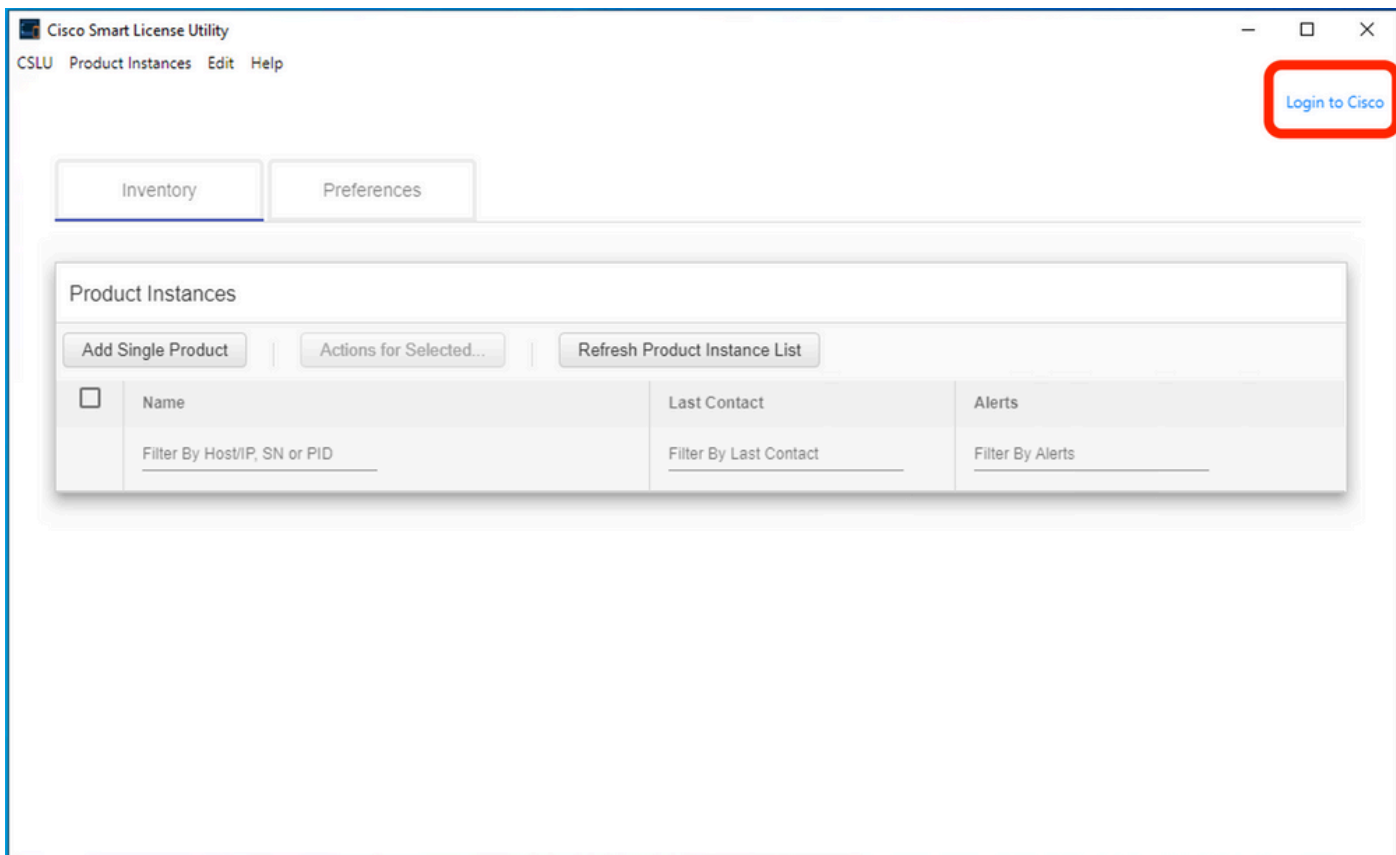 Cisco Smart License Utility
CSLU Product Instances Edit Help
Login to Cisco
Inventory Preferences
Product Instances
Add Single Product Actions for Selected... Refresh Product Instance List
Name Last Contact Alerts
Filter By Host/IP, SN or PID Filter By Last Contact Filter By Alerts